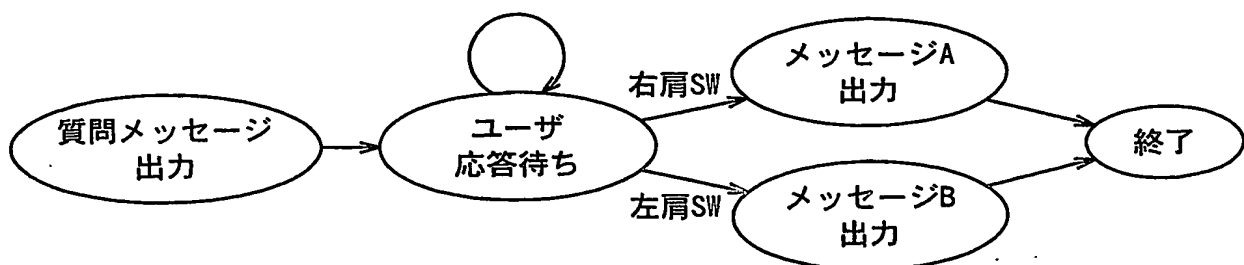 質問メッセージ
出力
ユーザ
応答待ち
右肩SW
左肩SW
メッセージA
出力
メッセージB
出力
終了